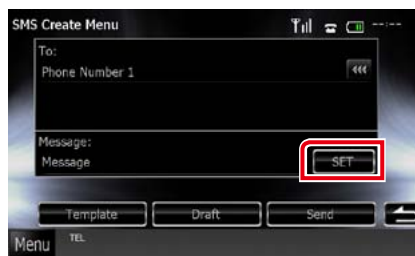 SMS Create Menu
--:--
To:
Phone Number 1
Message:
Message
SET
Template
Draft
Send
Menu
TEL